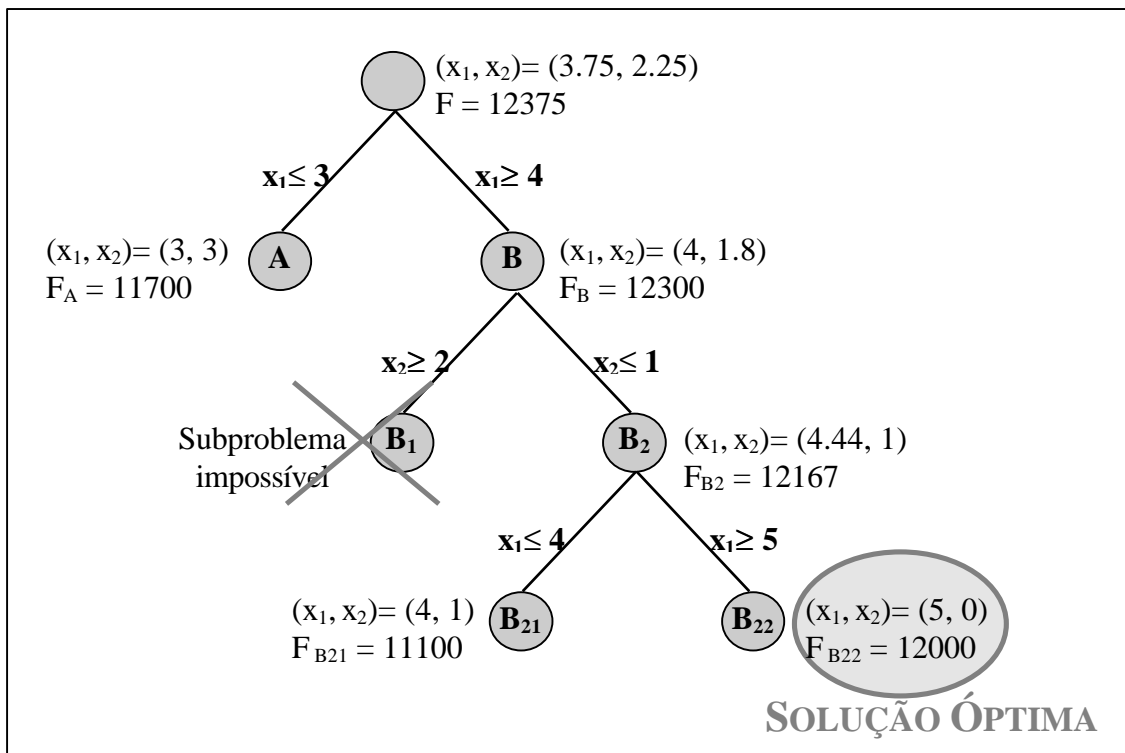 (x₁, x₂)= (3.75, 2.25)
F = 12375
x₁≤ 3
x₁≥ 4
(x₁, x₂)= (3, 3)
F_A = 11700
A
B
(x₁, x₂)= (4, 1.8)
F_B = 12300
x₂≥ 2
x₂≤ 1
Subproblema
impossível
B₁
B₂
(x₁, x₂)= (4.44, 1)
F_B2 = 12167
x₁≤ 4
x₁≥ 5
(x₁, x₂)= (4, 1)
F_B21 = 11100
B₂₁
B₂₂
(x₁, x₂)= (5, 0)
F_B22 = 12000
SOLUÇÃO ÓPTIMA